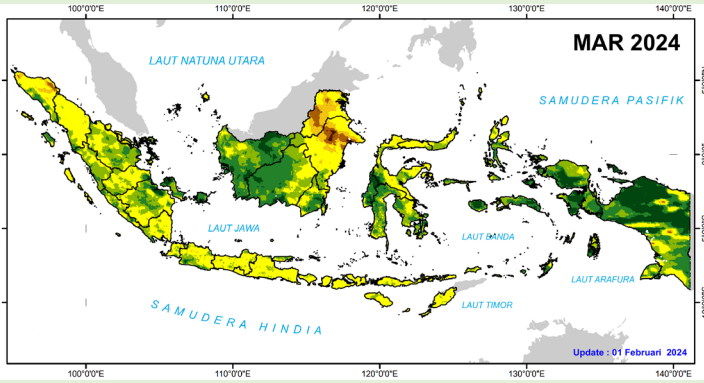 100°0'0"E 110°0'0"E 120°0'0"E 130°0'0"E 140°0'0"E
MAR 2024
LAUT NATUNA UTARA
SAMUDERA PASIFIK
LAUT JAWA
LAUT BANDA
LAUT ARAFURA
SAMUDERA HINDIA
LAUT TIMOR
Update : 01 Februari 2024
100°0'0"E 110°0'0"E 120°0'0"E 130°0'0"E 140°0'0"E